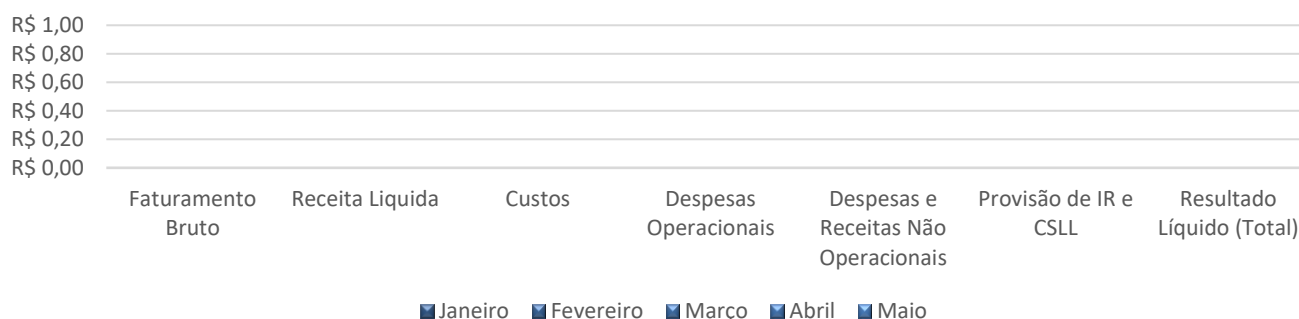 R$ 1,00
R$ 0,80
R$ 0,60
R$ 0,40
R$ 0,20
R$ 0,00
Faturamento
Bruto
Receita Liquida
Custos
Despesas
Operacionais
Despesas e
Receitas Não
Operacionais
Provisão de IR e
CSLL
Resultado
Líquido (Total)
Janeiro Fevereiro Março Abril Maio